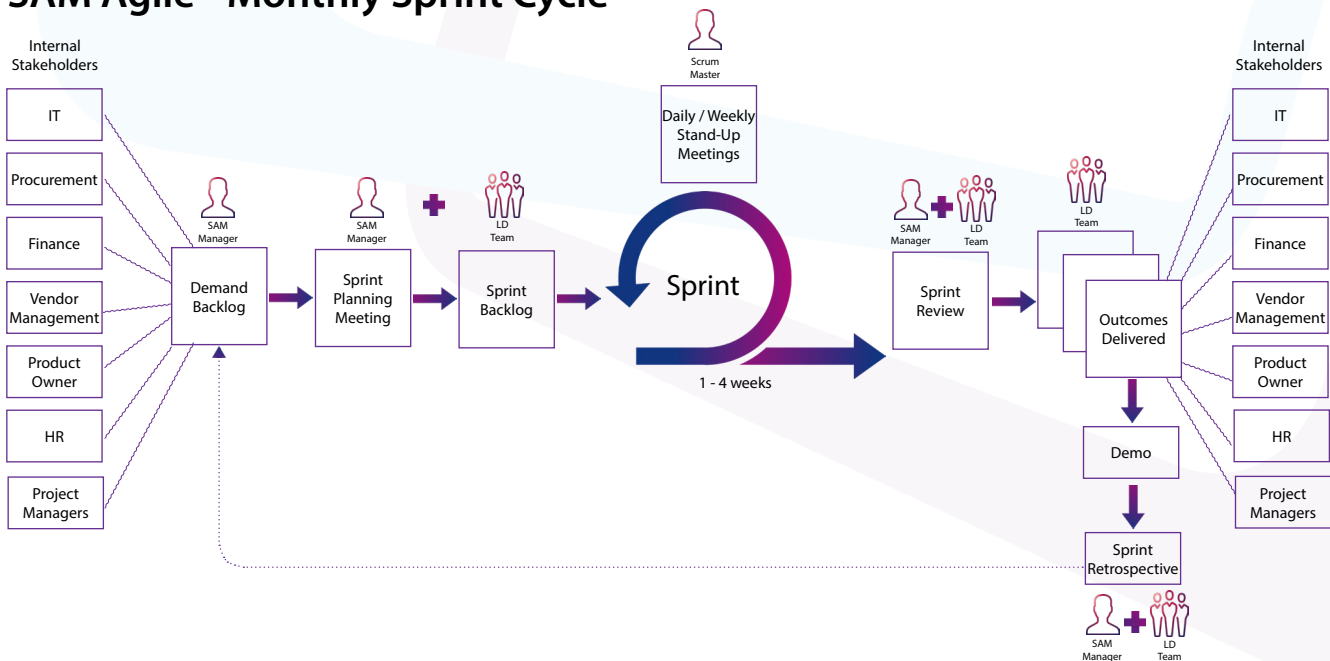 SAM Agile - Monthly Sprint Cycle
Internal
Stakeholders
IT
Procurement
Finance
Vendor
Management
Product
Owner
HR
Project
Managers
SAM
Manager
Demand
Backlog
SAM
Manager
LD
Team
Sprint
Planning
Meeting
Sprint
Backlog
Scrum
Master
Daily / Weekly
Stand-Up
Meetings
Sprint
1 - 4 weeks
SAM
Manager
LD
Team
Sprint
Review
LD
Team
Outcomes
Delivered
Demo
Sprint
Retrospective
SAM
Manager
LD
Team
Internal
Stakeholders
IT
Procurement
Finance
Vendor
Management
Product
Owner
HR
Project
Managers